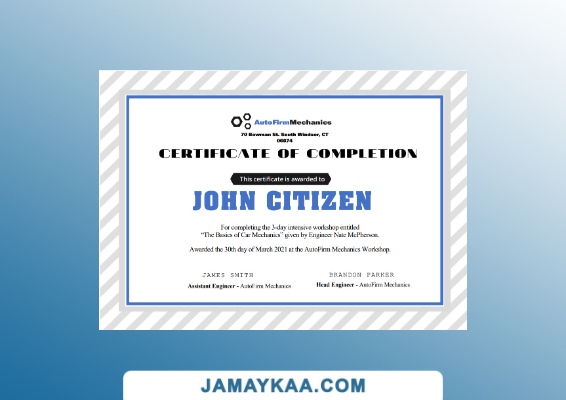 AutoFirmMechanics
70 Bowman St. South Windsor, CT
06074
CERTIFICATE OF COMPLETION
This certificate is awarded to
JOHN CITIZEN
For completing the 3-day intensive workshop entitled
"The Basics of Car Mechanics" given by Engineer Nate McPherson.
Awarded the 30th day of March 2021 at the AutoFirm Mechanics Workshop.
JAMES SMITH
BRANDON PARKER
Assistant Engineer - AutoFirm Mechanics
Head Engineer - AutoFirm Mechanics
JAMAYKAA.COM